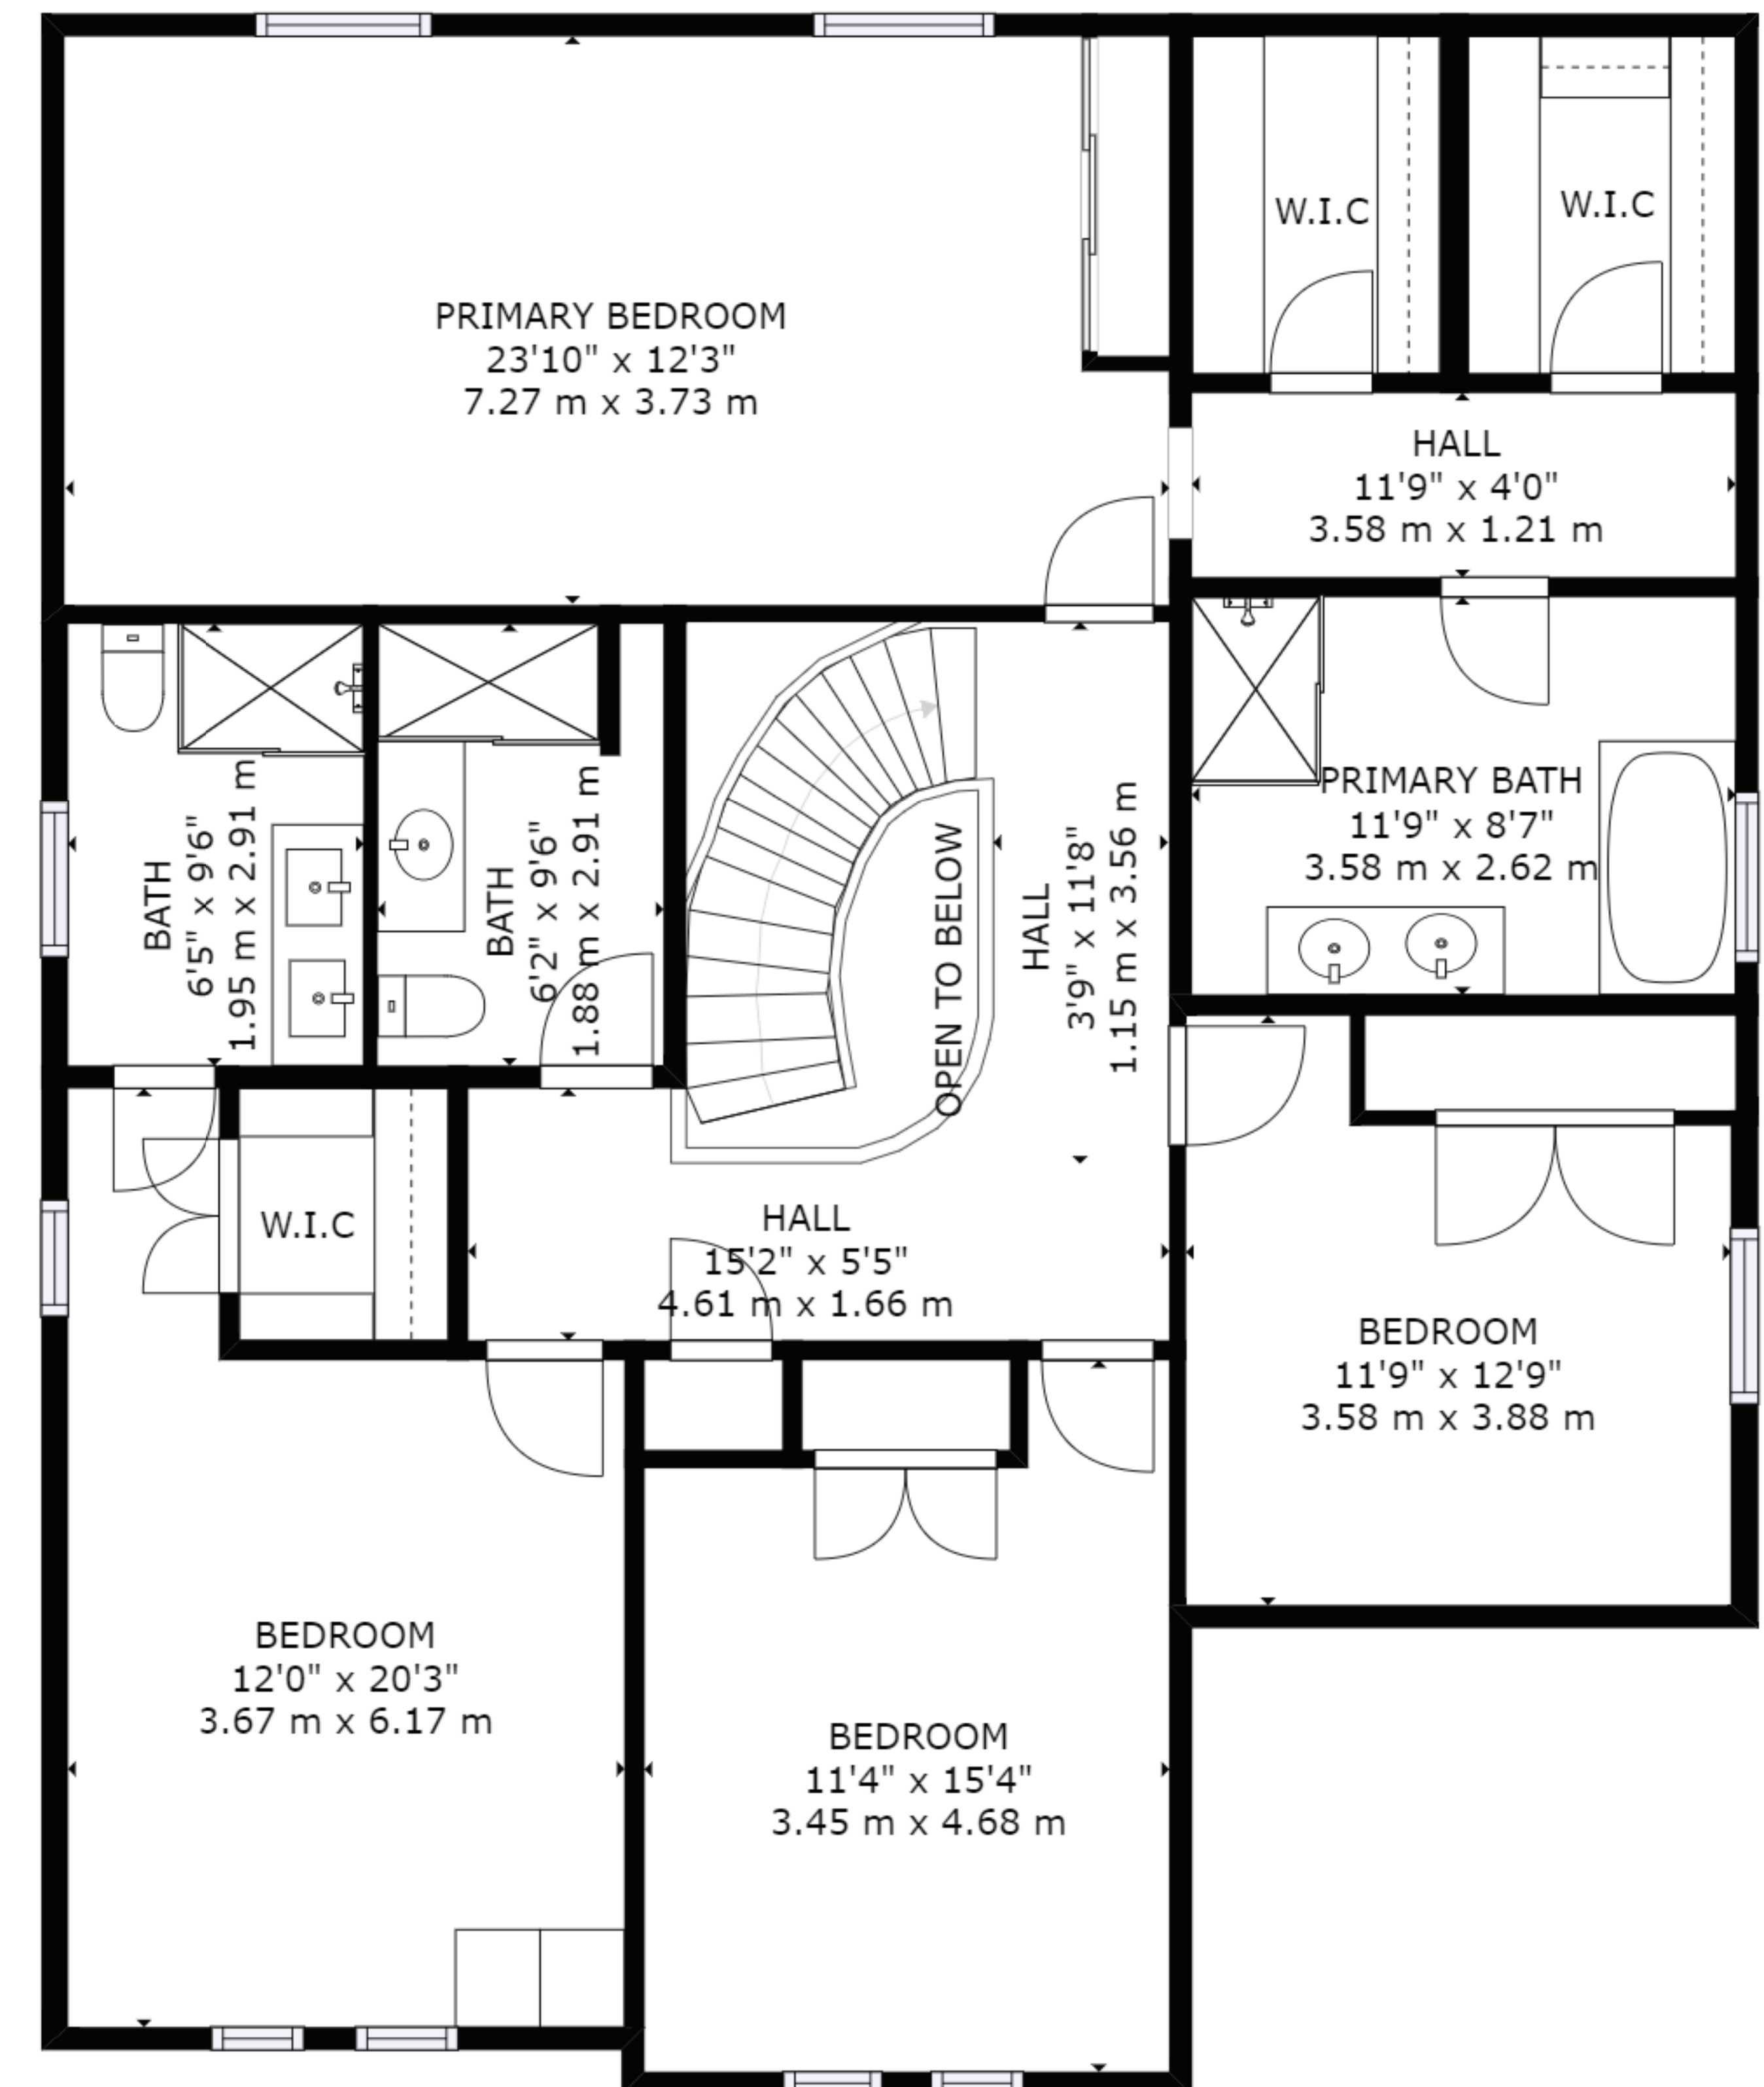 PRIMARY BEDROOM
23'10" x 12'3"
7.27 m x 3.73 m
W.I.C
W.I.C
HALL
11'9" x 4'0"
3.58 m x 1.21 m
BATH
6'5" x 9'6"
1.95 m x 2.91 m
BATH
6'2" x 9'6"
1.88 m x 2.91 m
OPEN TO BELOW
HALL
3'9" x 11'8"
1.15 m x 3.56 m
PRIMARY BATH
11'9" x 8'7"
3.58 m x 2.62 m
W.I.C
HALL
15'2" x 5'5"
4.61 m x 1.66 m
BEDROOM
11'9" x 12'9"
3.58 m x 3.88 m
BEDROOM
12'0" x 20'3"
3.67 m x 6.17 m
BEDROOM
11'4" x 15'4"
3.45 m x 4.68 m